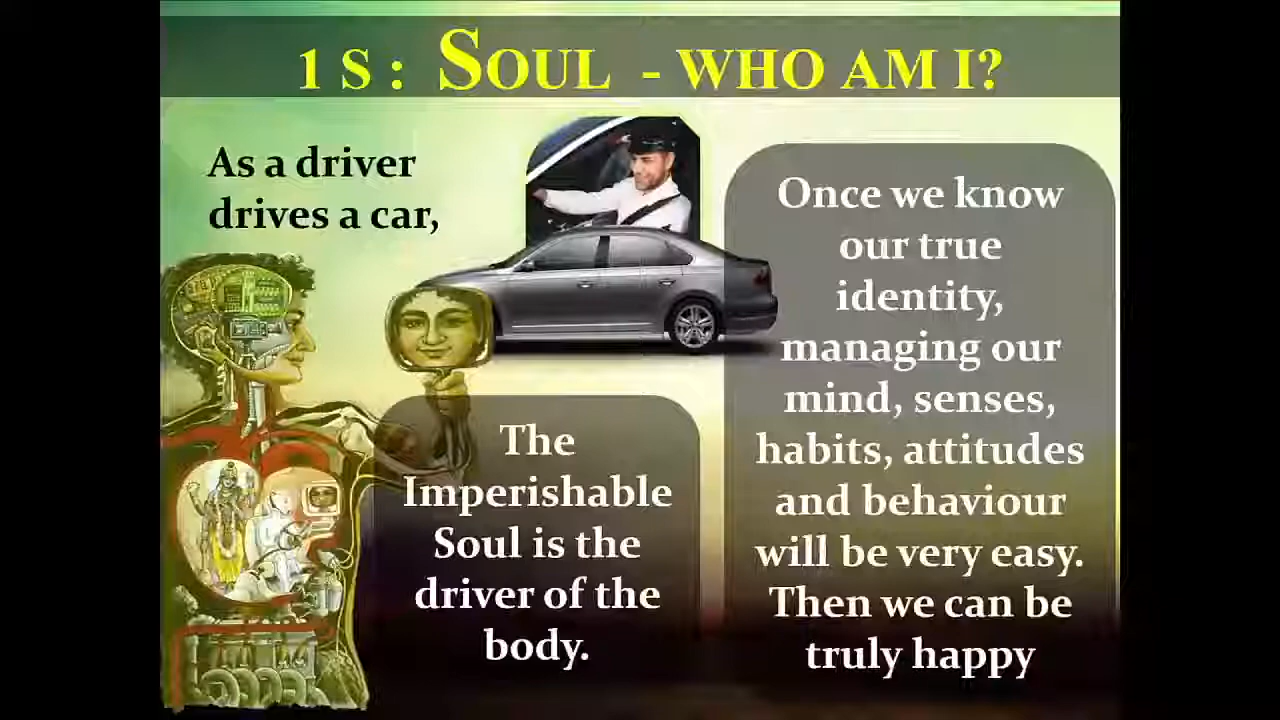 1 S : SOUL - WHO AM I?
As a driver
drives a car,
The
Imperishable
Soul is the
driver of the
body.
Once we know
our true
identity,
managing our
mind, senses,
habits, attitudes
and behaviour
will be very easy.
Then we can be
truly happy